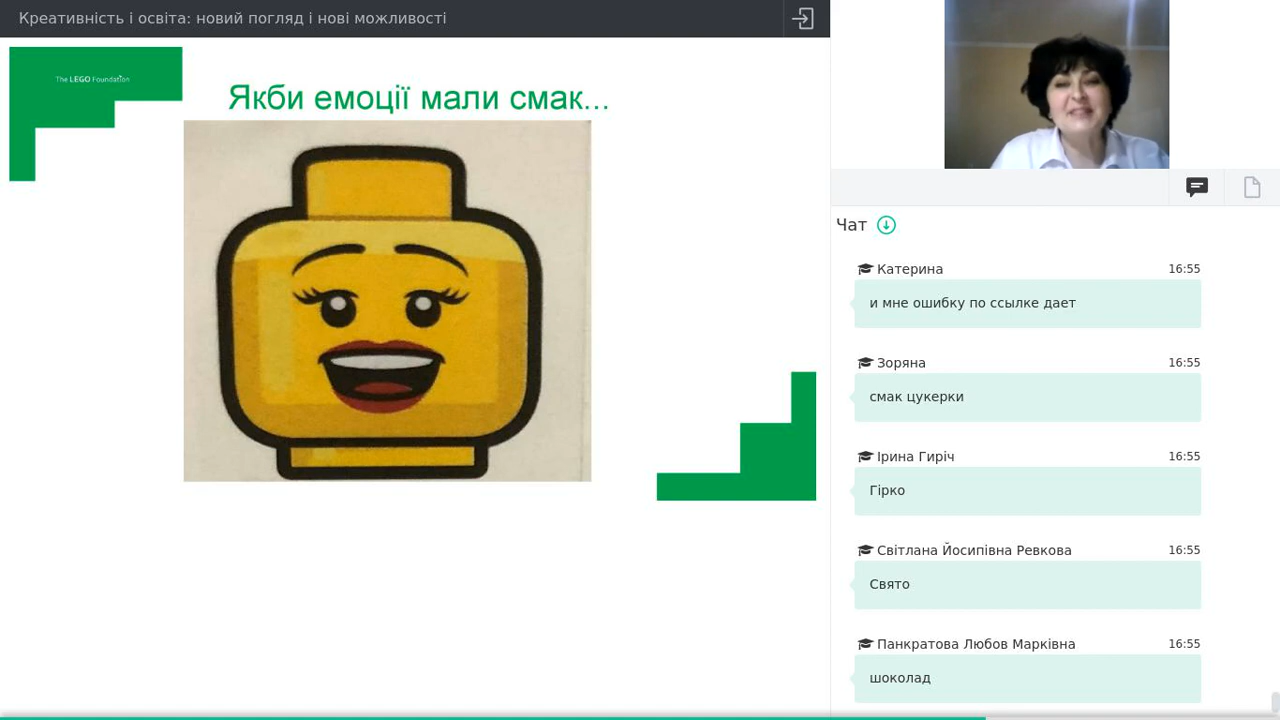 Креативність і освіта: новий погляд і нові можливості
The LEGO Foundation
Якби емоції мали смак...
Чат
Катерина 16:55
и мне ошибку по ссылке дает
Зоряна 16:55
смак цукерки
Ірина Гиріч 16:55
Гірко
Світлана Йосипівна Ревкова 16:55
Свято
Панкратова Любов Марківна 16:55
шоколад